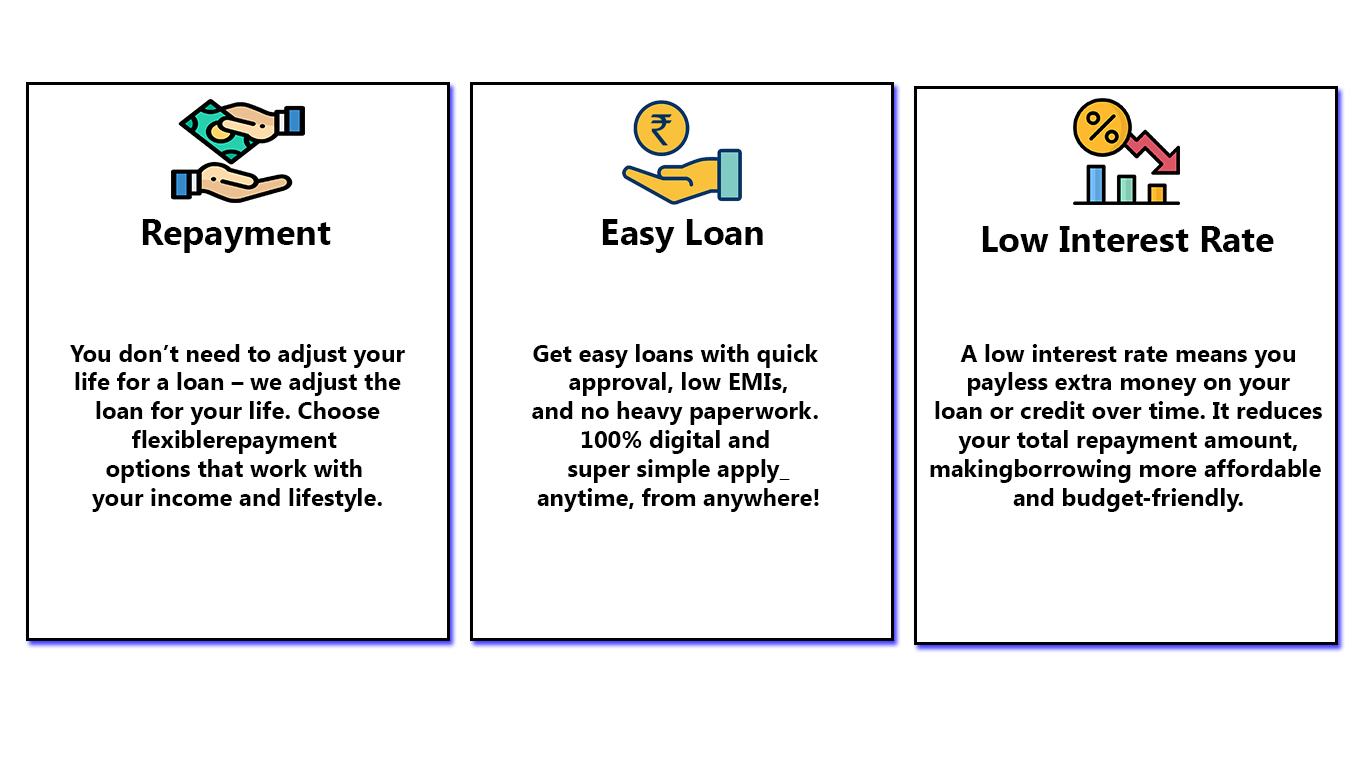 Repayment
You don’t need to adjust your
life for a loan – we adjust the
loan for your life. Choose
flexiblerepayment
options that work with
your income and lifestyle.
₹
Easy Loan
Get easy loans with quick
approval, low EMIs,
and no heavy paperwork.
100% digital and
super simple apply_
anytime, from anywhere!
%
Low Interest Rate
A low interest rate means you
payless extra money on your
loan or credit over time. It reduces
your total repayment amount,
makingborrowing more affordable
and budget-friendly.